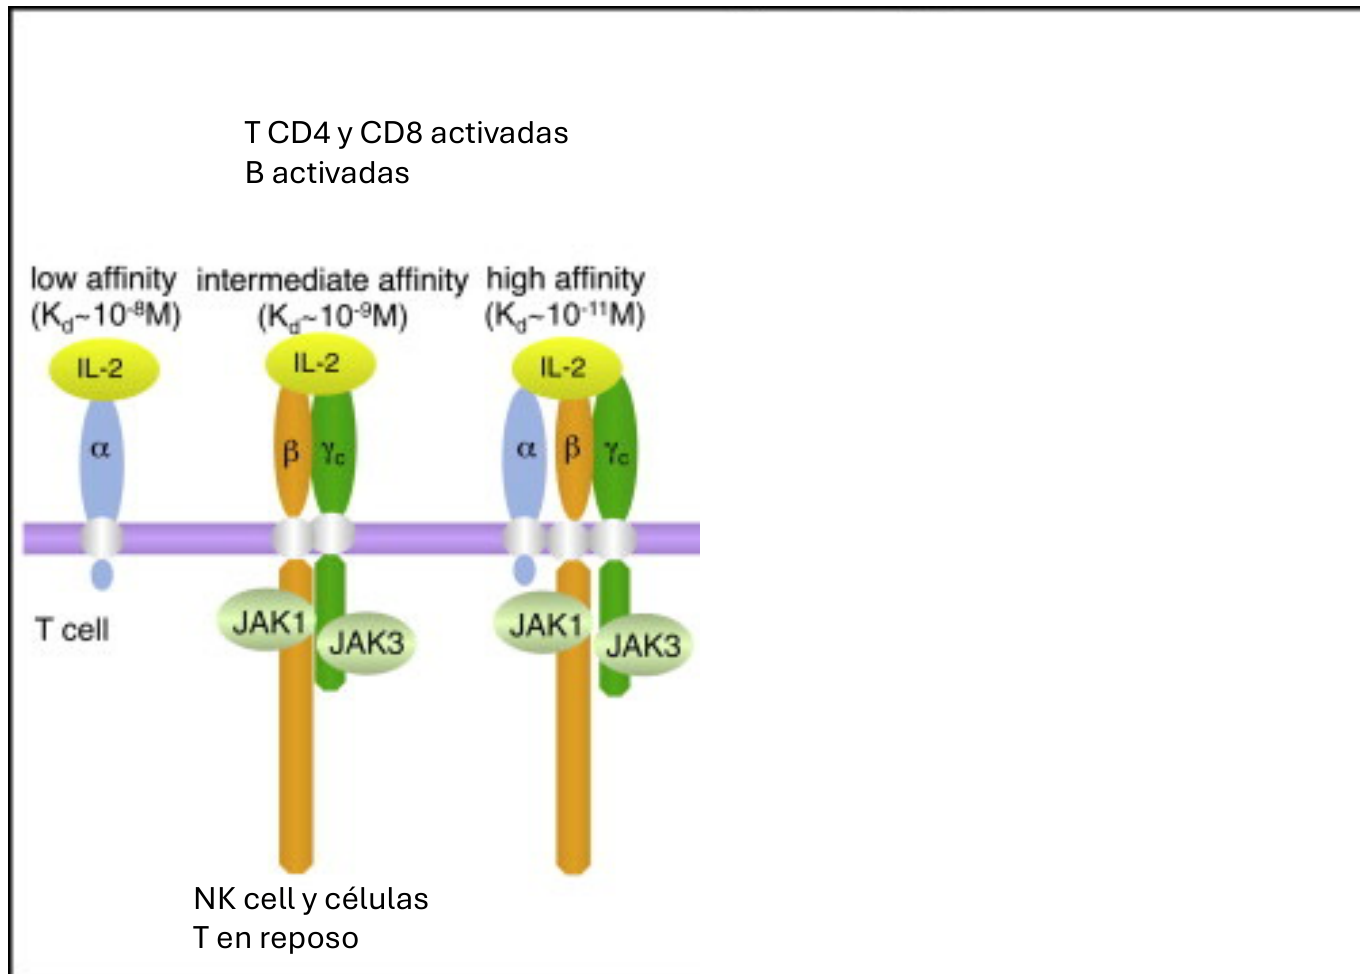 T CD4 y CD8 activadas
B activadas
low affinity
(Kd~10-8M)
intermediate affinity
(Kd~10-9M)
high affinity
(Kd~10-11M)
IL-2
IL-2
IL-2
α
β
γc
α
β
γc
T cell
JAK1
JAK3
JAK1
JAK3
NK cell y células
T en reposo